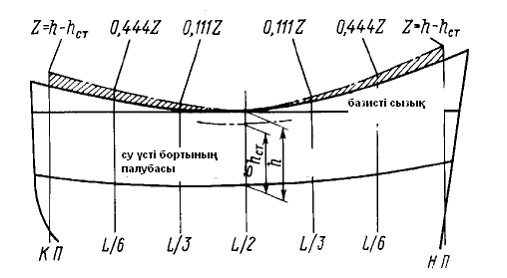 Z=h-hст 0,444Z 0,111Z 0,111Z 0,444Z Z=h-hст
базисті сызық
су үсті бортының
палубасы
hст
h
КП L/6 L/3 L/2 L/3 L/6 НП